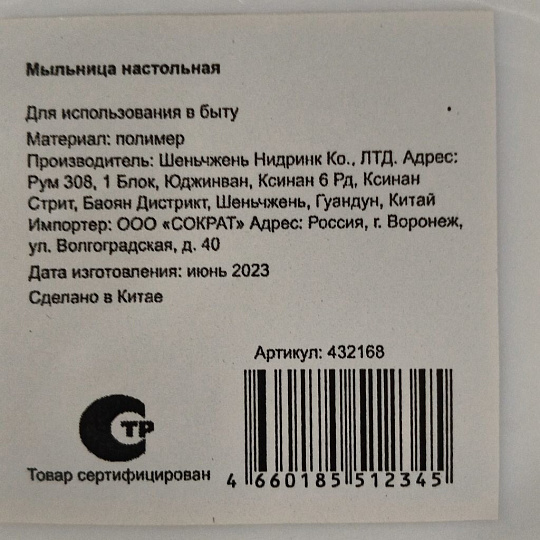 Мыльница настольная
Для использования в быту
Материал: полимер
Производитель: Шеньчжень Нидринк Ко., ЛТД. Адрес:
Рум 308, 1 Блок, Юджинван, Ксинан 6 Рд, Ксинан
Стрит, Баоян Дистрикт, Шеньчжень, Гуандун, Китай
Импортер: ООО «СОКРАТ» Адрес: Россия, г. Воронеж,
ул. Волгоградская, д. 40
Дата изготовления: июнь 2023
Сделано в Китае
Артикул: 432168
СТР
Товар сертифицирован
4 660185 512345